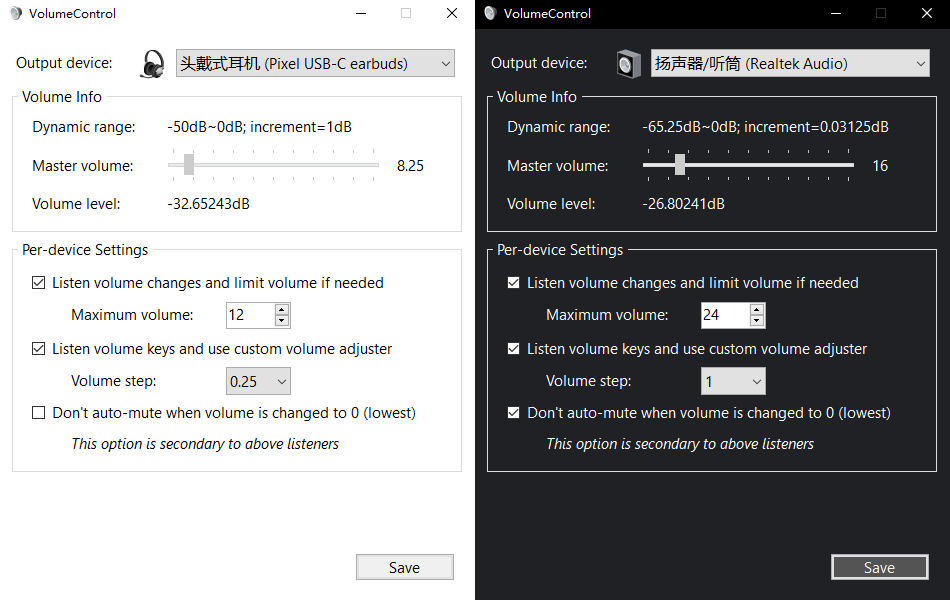 VolumeControl
Output device: 头戴式耳机 (Pixel USB-C earbuds)
Volume Info
Dynamic range: -50dB~0dB; increment=1dB
Master volume: 8.25
Volume level: -32.65243dB
Per-device Settings
Listen volume changes and limit volume if needed
Maximum volume: 12
Listen volume keys and use custom volume adjuster
Volume step: 0.25
Don't auto-mute when volume is changed to 0 (lowest)
This option is secondary to above listeners
Save
VolumeControl
Output device: 扬声器/听筒 (Realtek Audio)
Volume Info
Dynamic range: -65.25dB~0dB; increment=0.03125dB
Master volume: 16
Volume level: -26.80241dB
Per-device Settings
Listen volume changes and limit volume if needed
Maximum volume: 24
Listen volume keys and use custom volume adjuster
Volume step: 1
Don't auto-mute when volume is changed to 0 (lowest)
This option is secondary to above listeners
Save